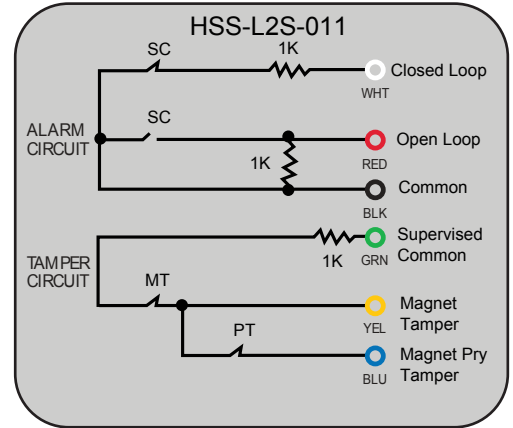 HSS-L2S-011
SC
1K
Closed Loop
WHT
ALARM
CIRCUIT
SC
1K
Open Loop
RED
Common
BLK
TAMPER
CIRCUIT
1K
Supervised
Common
GRN
MT
Magnet
Tamper
YEL
PT
Magnet Pry
Tamper
BLU